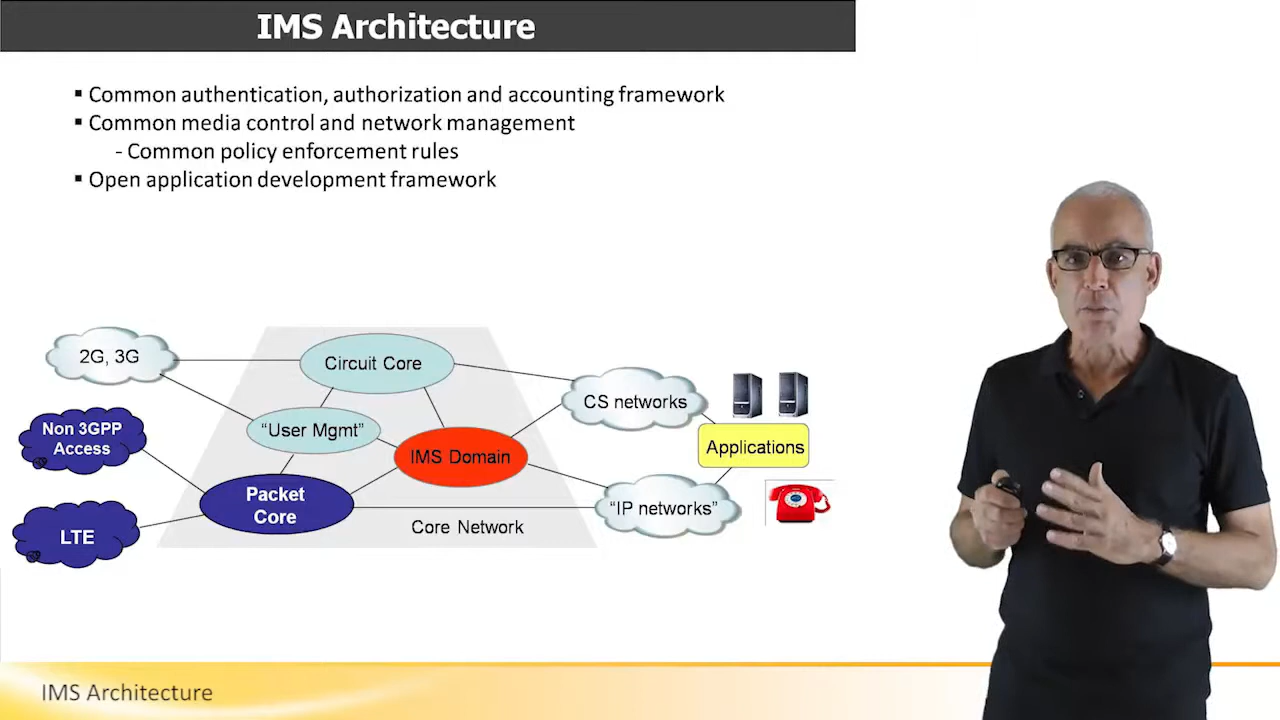 IMS Architecture
▪ Common authentication, authorization and accounting framework
▪ Common media control and network management
- Common policy enforcement rules
▪ Open application development framework
2G, 3G
Circuit Core
CS networks
Non 3GPP
Access
“User Mgmt”
IMS Domain
Applications
Packet
Core
“IP networks”
LTE
Core Network
IMS Architecture